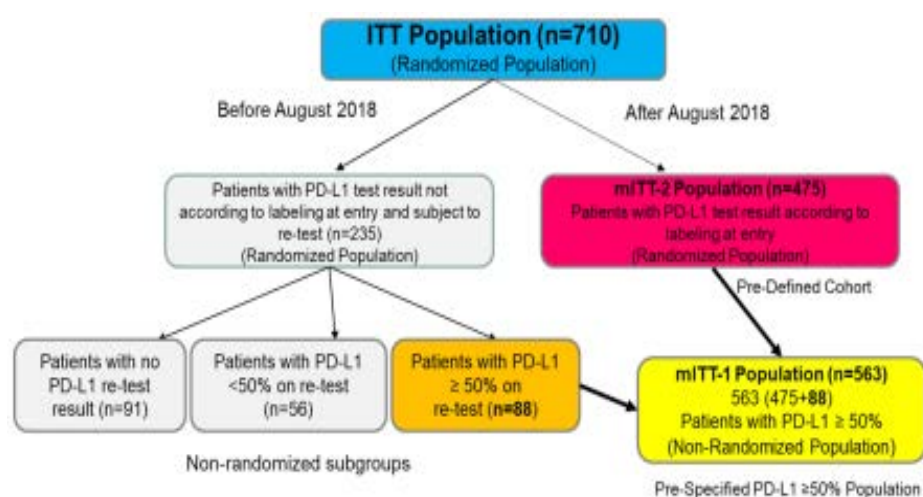 ITT Population (n=710)
(Randomized Population)
Before August 2018
After August 2018
Patients with PD-L1 test result not
according to labeling at entry and subject to
re-test (n=235)
(Randomized Population)
mITT-2 Population (n=475)
Patients with PD-L1 test result according to
labeling at entry
(Randomized Population)
Pre-Defined Cohort
Patients with no
PD-L1 re-test
result (n=91)
Patients with PD-L1
<50% on re-test
(n=56)
Patients with PD-L1
≥ 50% on
re-test (n=88)
mITT-1 Population (n=563)
563 (475+88)
Patients with PD-L1 ≥ 50%
(Non-Randomized Population)
Non-randomized subgroups
Pre-Specified PD-L1 ≥50% Population